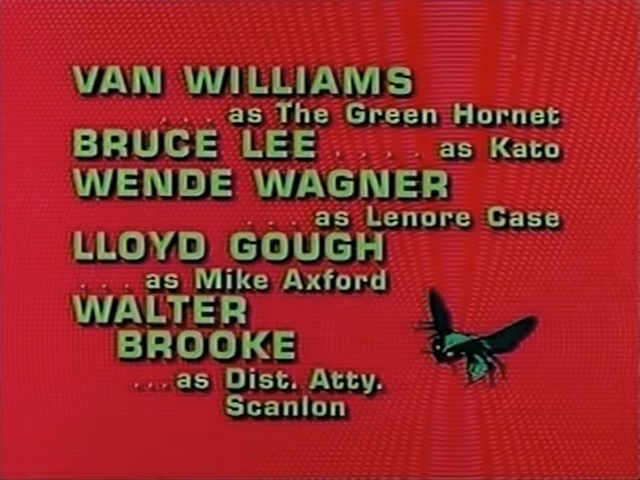 VAN WILLIAMS
. . . as The Green Hornet
BRUCE LEE . . . . as Kato
WENDE WAGNER
. . . as Lenore Case
LLOYD GOUGH
. . . as Mike Axford
WALTER
BROOKE
. . . as Dist. Atty.
Scanlon